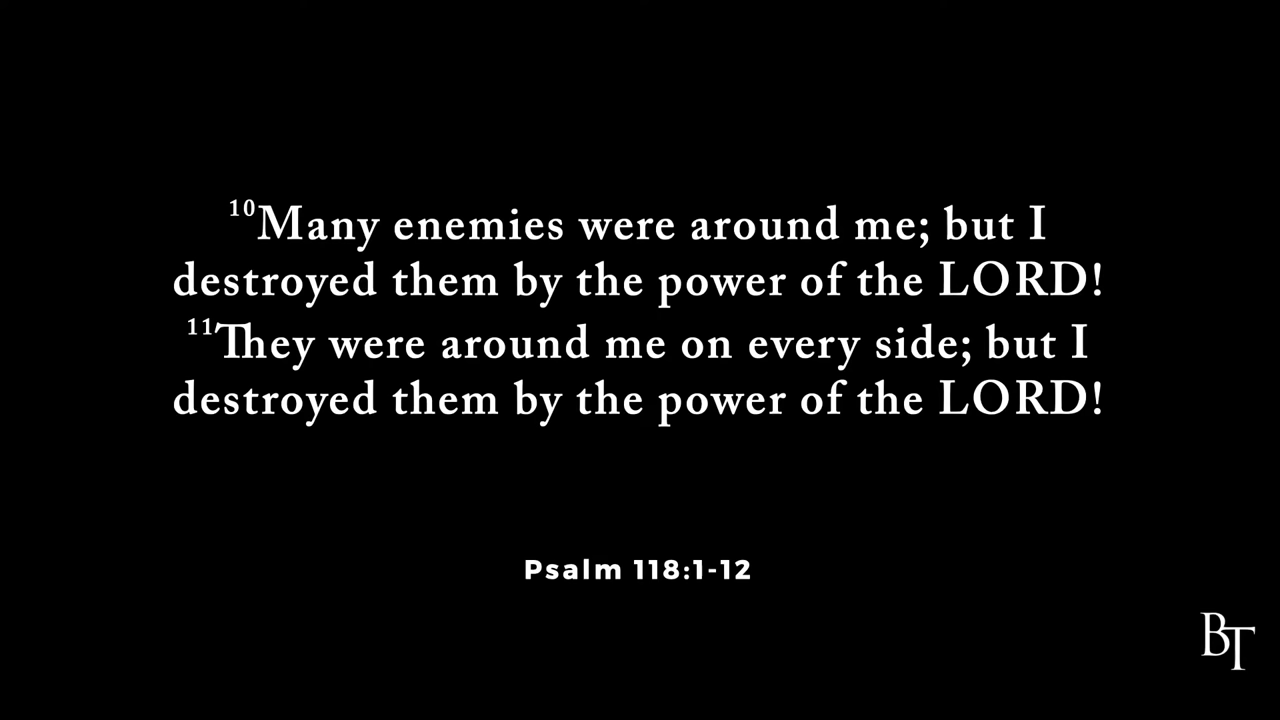 ¹⁰Many enemies were around me; but I
destroyed them by the power of the LORD!
¹¹They were around me on every side; but I
destroyed them by the power of the LORD!
Psalm 118:1-12
BT